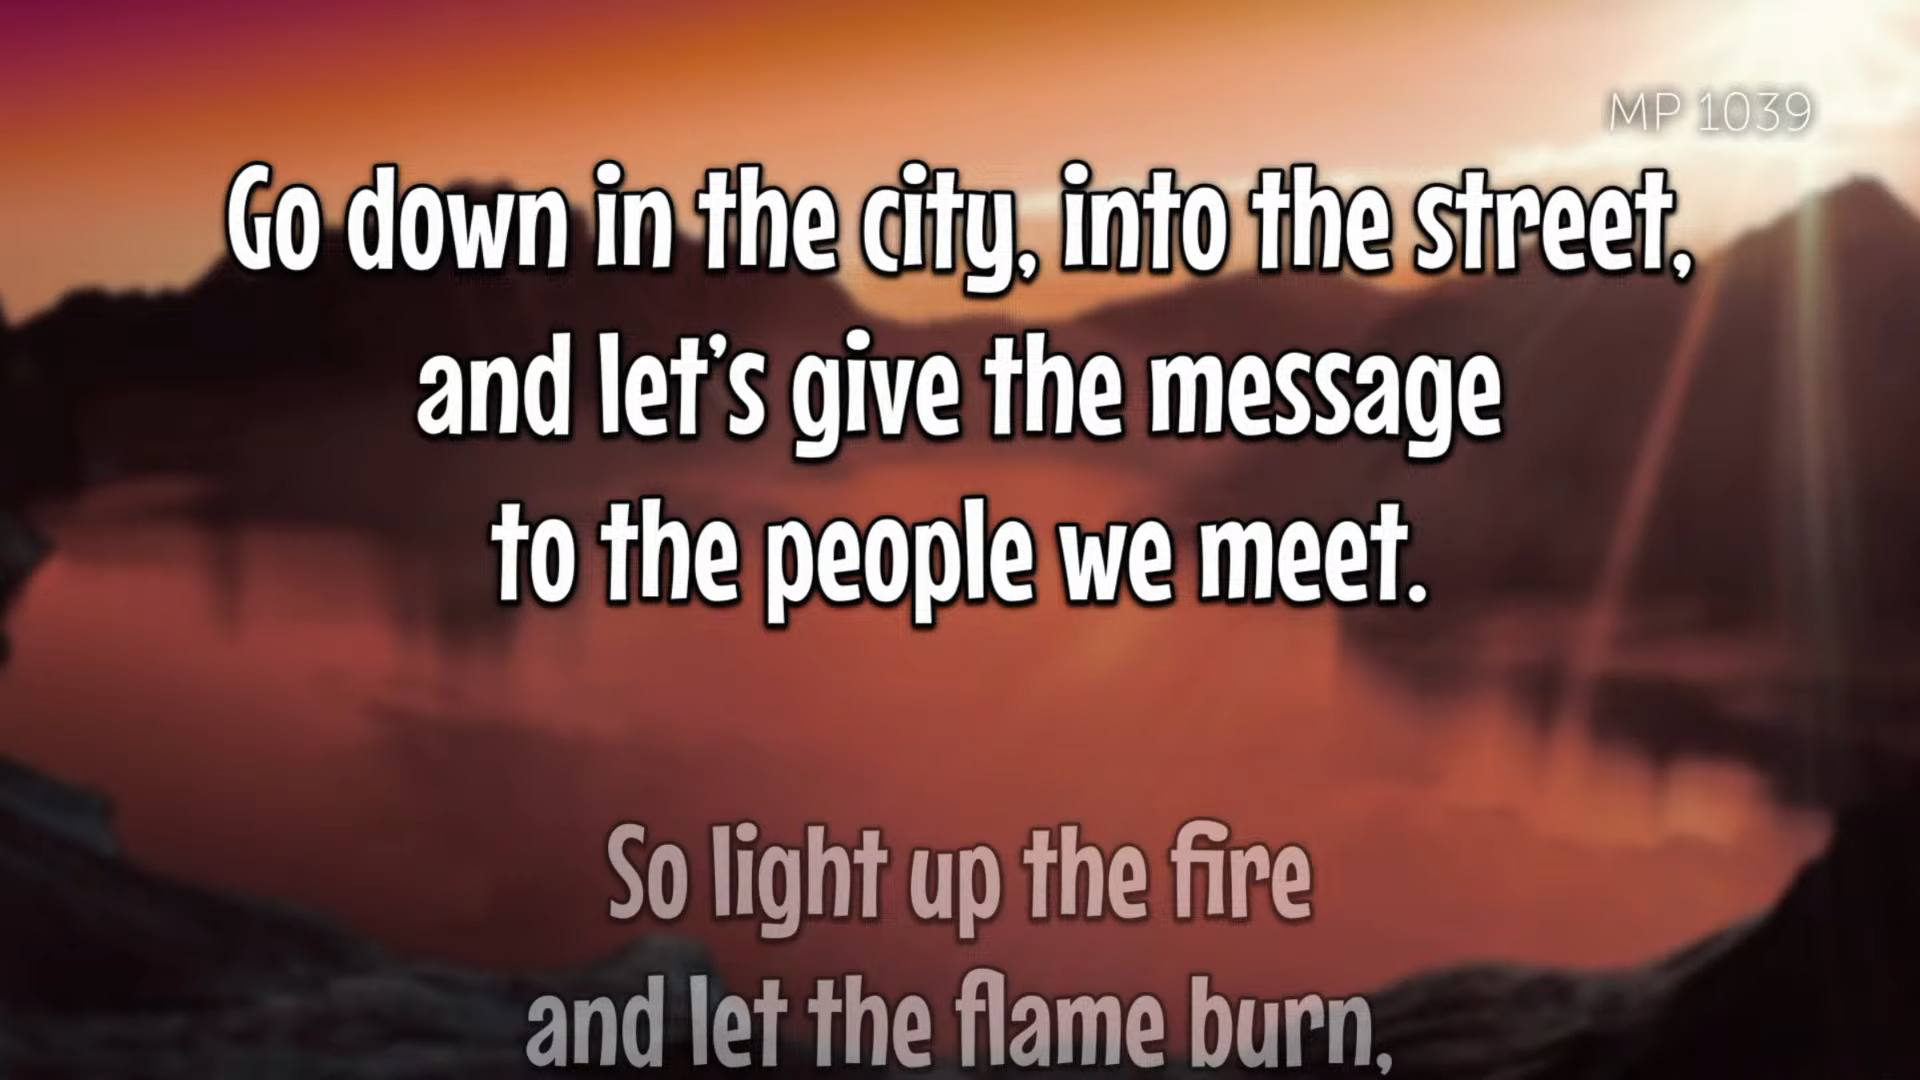 MP 1039
Go down in the city, into the street,
and let's give the message
to the people we meet.
So light up the fire
and let the flame burn,